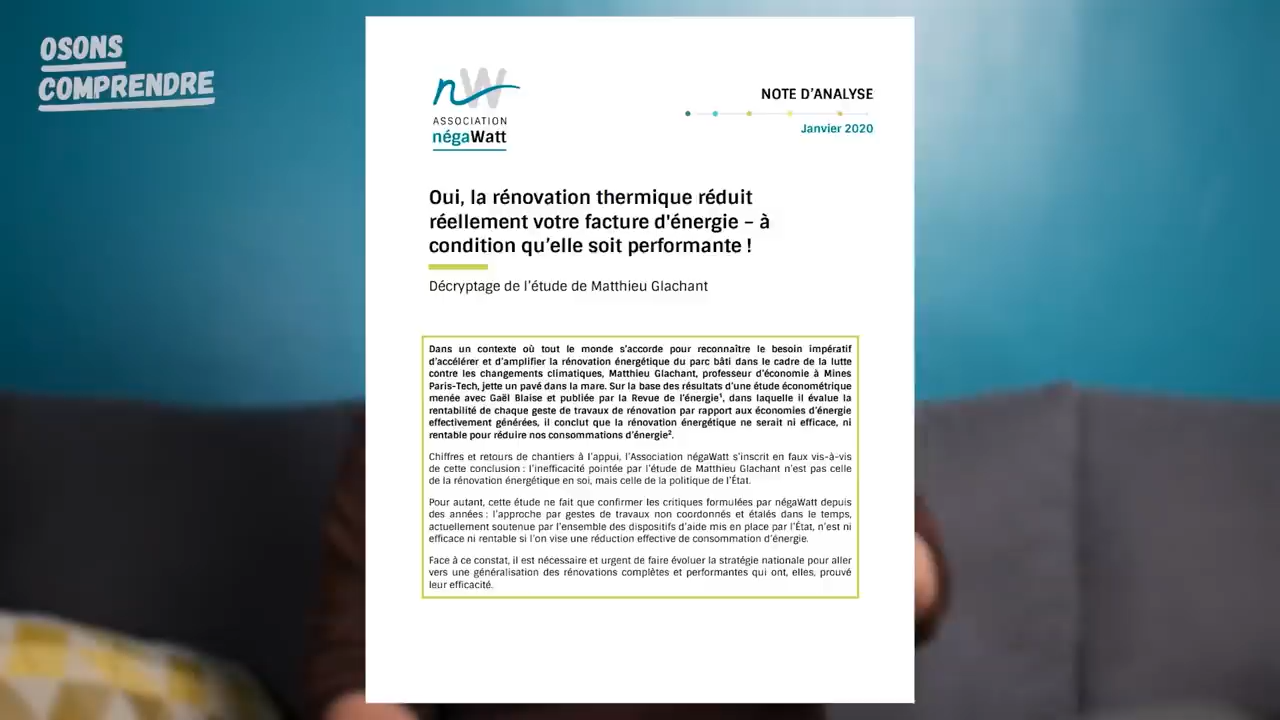 OSONS
COMPRENDRE
nW
ASSOCIATION
négaWatt
NOTE D'ANALYSE
Janvier 2020
Oui, la rénovation thermique réduit
réellement votre facture d'énergie – à
condition qu'elle soit performante !
Décryptage de l'étude de Matthieu Glachant
Dans un contexte où tout le monde s'accorde pour reconnaître le besoin impératif
d'accélérer et d'amplifier la rénovation énergétique du parc bâti dans le cadre de la lutte
contre les changements climatiques, Matthieu Glachant, professeur d'économie à Mines
Paris-Tech, jette un pavé dans la mare. Sur la base des résultats d'une étude économétrique
menée avec Gaël Blaise et publiée par la Revue de l'énergie¹, dans laquelle il évalue la
rentabilité de chaque geste de travaux de rénovation par rapport aux économies d'énergie
effectivement générées, il conclut que la rénovation énergétique ne serait ni efficace, ni
rentable pour réduire nos consommations d'énergie².
Chiffres et retours de chantiers à l'appui, l'Association négaWatt s'inscrit en faux vis-à-vis
de cette conclusion : l'inefficacité pointée par l'étude de Matthieu Glachant n'est pas celle
de la rénovation énergétique en soi, mais celle de la politique de l'État.
Pour autant, cette étude ne fait que confirmer les critiques formulées par négaWatt depuis
des années : l'approche par gestes de travaux non coordonnés et étalés dans le temps,
actuellement soutenue par l'ensemble des dispositifs d'aide mis en place par l'État, n'est ni
efficace ni rentable si l'on vise une réduction effective de consommation d'énergie.
Face à ce constat, il est nécessaire et urgent de faire évoluer la stratégie nationale pour aller
vers une généralisation des rénovations complètes et performantes qui ont, elles, prouvé
leur efficacité.